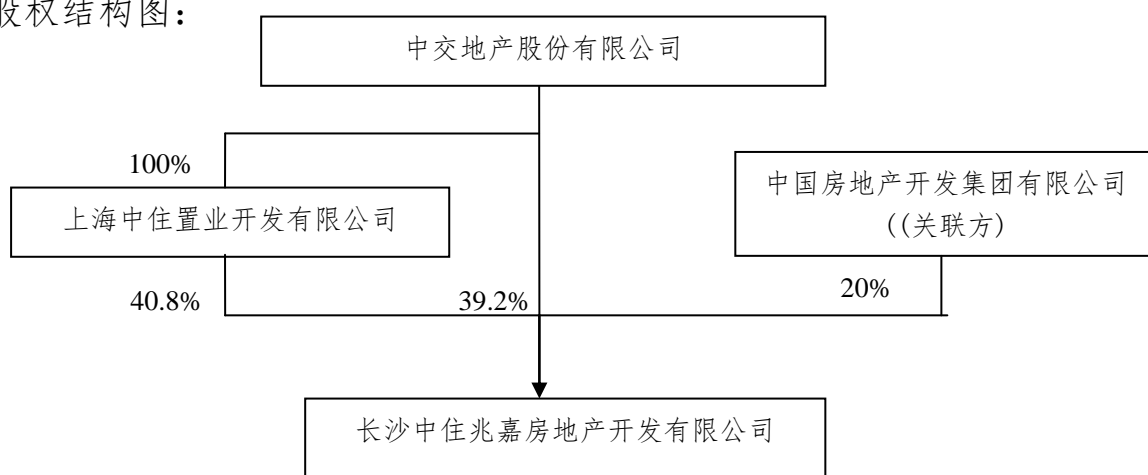 股权结构图：
中交地产股份有限公司
100%
中国房地产开发集团有限公司
((关联方)
上海中住置业开发有限公司
40.8%
39.2%
20%
长沙中住兆嘉房地产开发有限公司